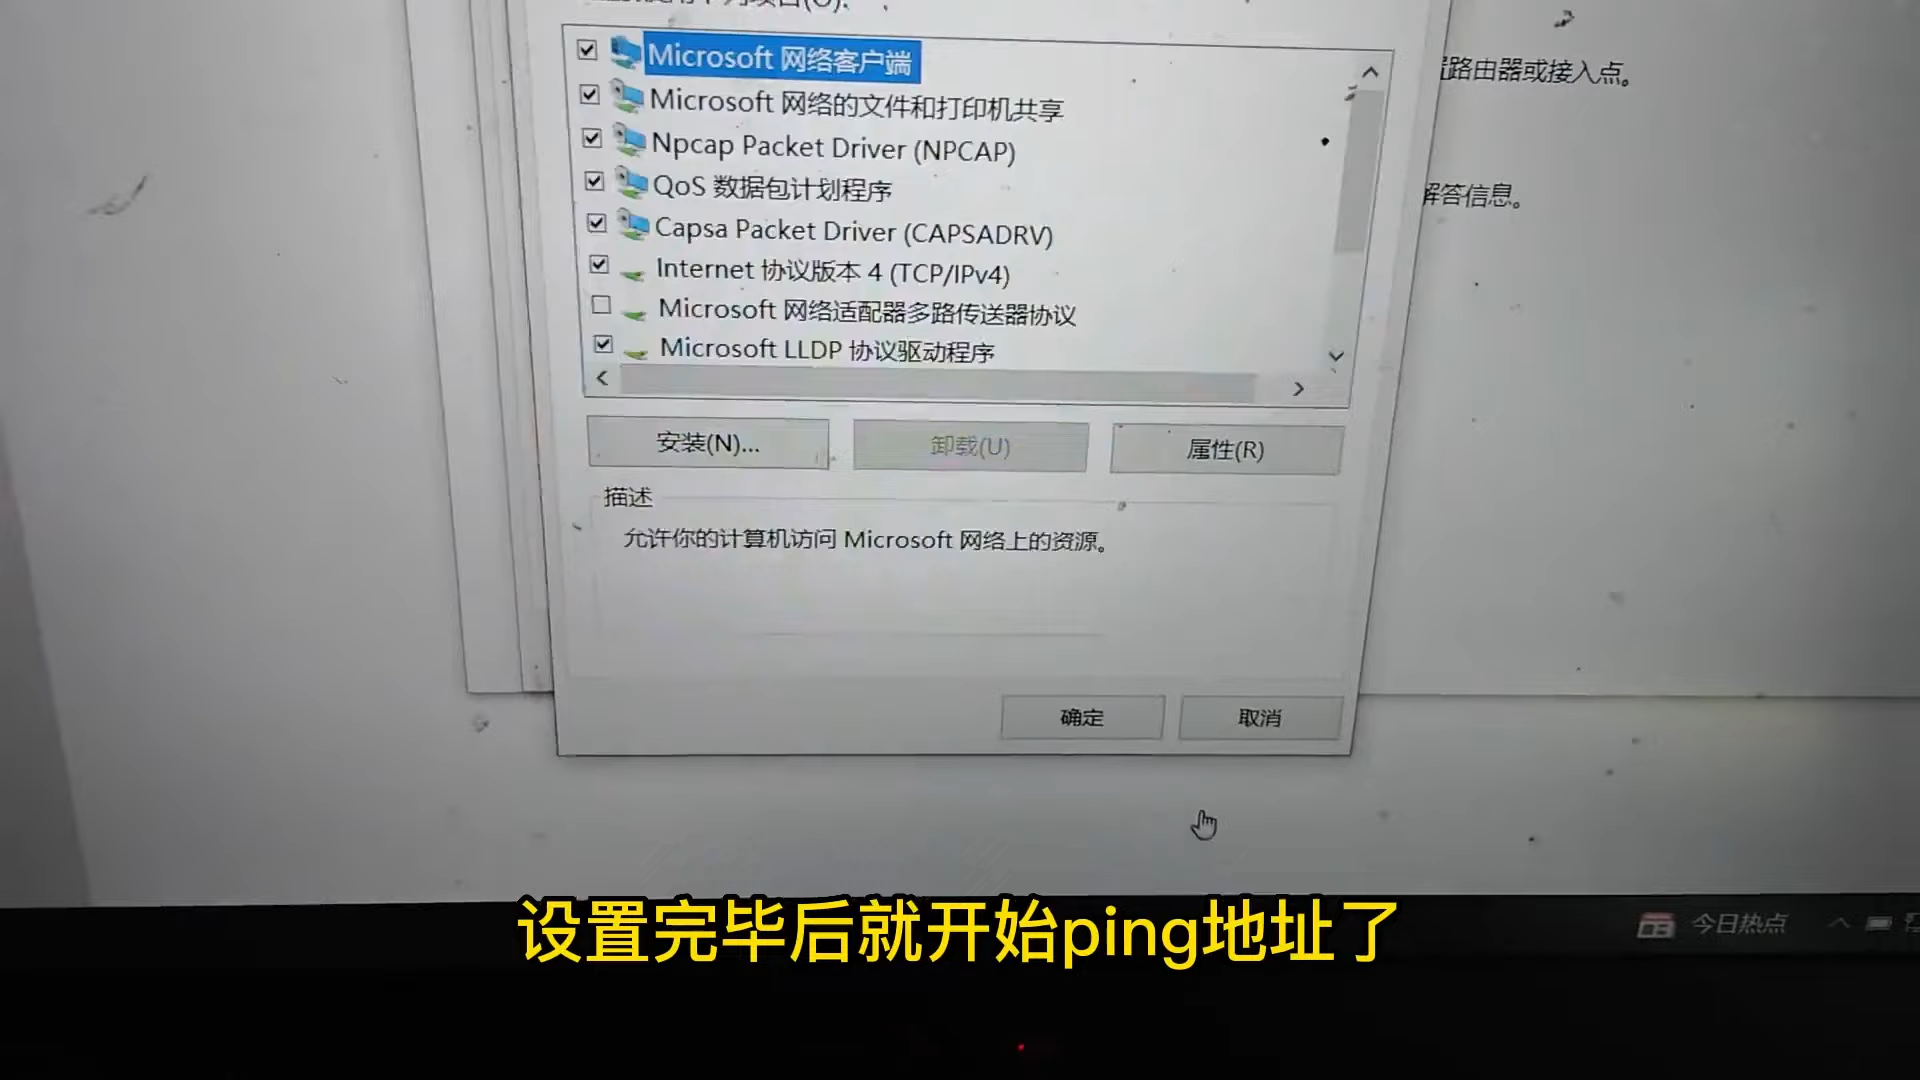 Microsoft 网络客户端
Microsoft 网络的文件和打印机共享
Npcap Packet Driver (NPCAP)
QoS 数据包计划程序
Capsa Packet Driver (CAPSADRV)
Internet 协议版本 4 (TCP/IPv4)
Microsoft 网络适配器多路传送器协议
Microsoft LLDP 协议驱动程序
安装(N)...
卸载(U)
属性(R)
描述
允许你的计算机访问 Microsoft 网络上的资源。
确定
取消
路由器或接入点。
解答信息。
今日热点
设置完毕后就开始ping地址了